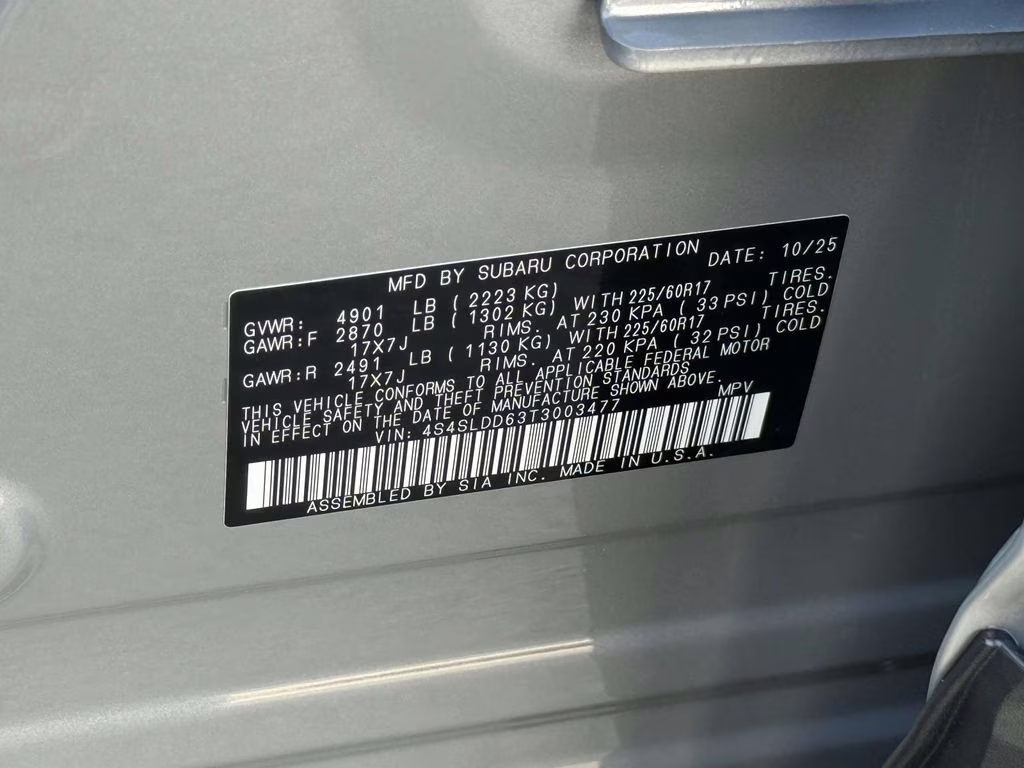 MFD BY SUBARU CORPORATION DATE: 10/25
GVWR: 4901 LB ( 2223 KG)
GAWR:F 2870 LB ( 1302 KG) WITH 225/60R17 TIRES.
17X7J RIMS. AT 230 KPA ( 33 PSI) COLD
GAWR:R 2491 LB ( 1130 KG) WITH 225/60R17 TIRES.
17X7J RIMS. AT 220 KPA ( 32 PSI) COLD
THIS VEHICLE CONFORMS TO ALL APPLICABLE FEDERAL MOTOR
VEHICLE SAFETY AND THEFT PREVENTION STANDARDS
IN EFFECT ON THE DATE OF MANUFACTURE SHOWN ABOVE.
VIN: 4S4SLDD63T3003477 MPV
ASSEMBLED BY SIA INC. MADE IN U.S.A.